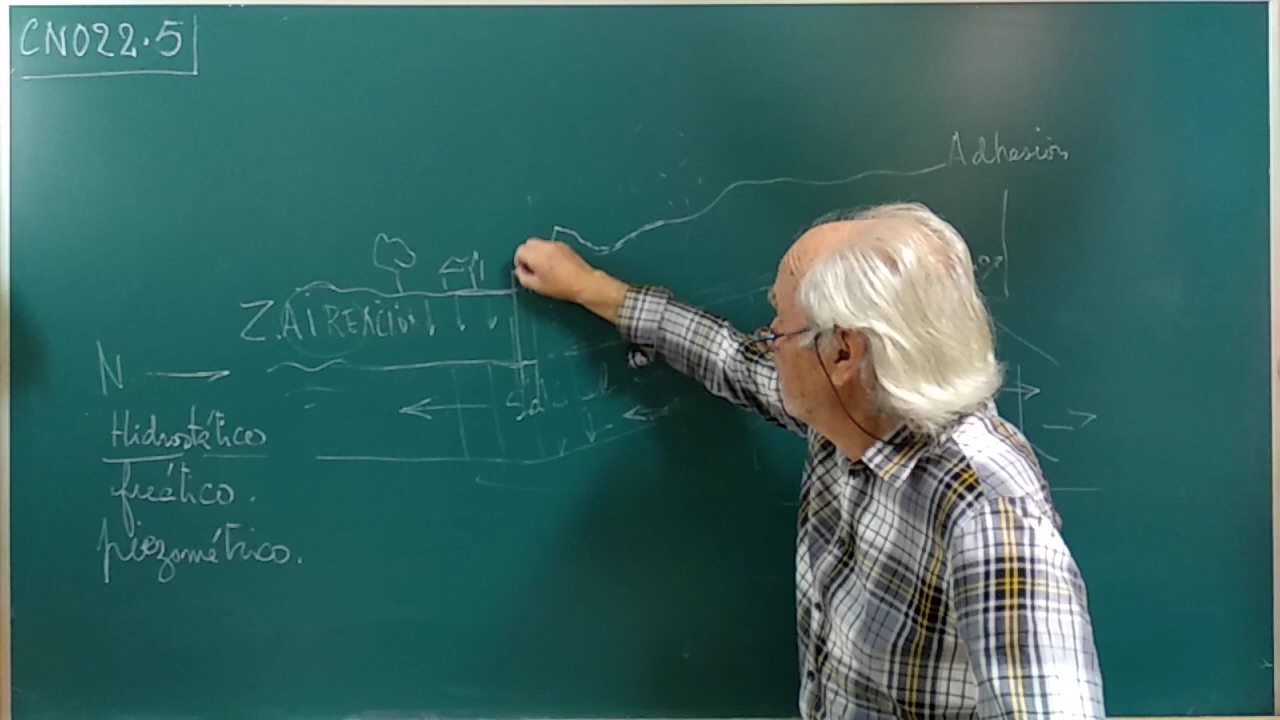 CN022.5
Adhesión
Z. AIREACIÓN
N
Hidrostático
freático.
piezométrico.